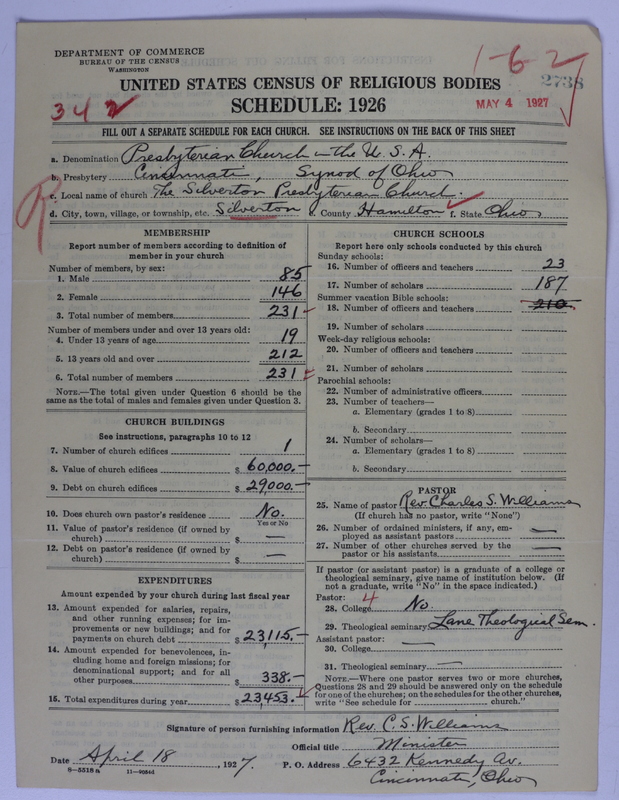 DEPARTMENT OF COMMERCE
BUREAU OF THE CENSUS
WASHINGTON
1-6-2
2738
UNITED STATES CENSUS OF RELIGIOUS BODIES
342
SCHEDULE: 1926
MAY 4 1927
FILL OUT A SEPARATE SCHEDULE FOR EACH CHURCH. SEE INSTRUCTIONS ON THE BACK OF THIS SHEET
a. Denomination Presbyterian Church in the U.S.A.
b. Presbytery Cincinnati, Synod of Ohio
c. Local name of church The Silverton Presbyterian Church.
d. City, town, village, or township, etc. Silverton e. County Hamilton f. State Ohio
R
MEMBERSHIP
Report number of members according to definition of
member in your church
Number of members, by sex:
1. Male 85
2. Female 146
3. Total number of members 231
Number of members under and over 13 years old:
4. Under 13 years of age 19
5. 13 years old and over 212
6. Total number of members 231
NOTE.—The total given under Question 6 should be
same as the total of males and females given under Question 3.
CHURCH BUILDINGS
See instructions, paragraphs 10 to 12
7. Number of church edifices 1
8. Value of church edifices $ 60,000.—
9. Debt on church edifices $ 29000.—
10. Does church own pastor's residence No.
Yes or No
11. Value of pastor's residence (if owned by
church) $ —
12. Debt on pastor's residence (if owned by
church) $ —
EXPENDITURES
Amount expended by your church during last fiscal year
13. Amount expended for salaries, repairs,
and other running expenses; for im-
provements or new buildings; and for
payments on church debt $ 23,115.—
14. Amount expended for benevolences, in-
cluding home and foreign missions; for
denominational support; and for all
other purposes $ 338.—
15. Total expenditures during year $ 23,453.—
CHURCH SCHOOLS
Report here only schools conducted by this church
Sunday schools:
16. Number of officers and teachers 23
17. Number of scholars 187
Summer vacation Bible schools:
18. Number of officers and teachers 210
19. Number of scholars
Week-day religious schools:
20. Number of officers and teachers
21. Number of scholars
Parochial schools:
22. Number of administrative officers
23. Number of teachers—
a. Elementary (grades 1 to 8)
b. Secondary
24. Number of scholars—
a. Elementary (grades 1 to 8)
b. Secondary
PASTOR
25. Name of pastor Rev. Charles S. Williams
(If church has no pastor, write "None")
26. Number of ordained ministers, if any, em-
ployed as assistant pastors —
27. Number of other churches served by the
pastor or his assistants —
If pastor (or assistant pastor) is a graduate of a college or
theological seminary, give name of institution below. (If
not a graduate, write "No" in the space indicated.)
Pastor: 4
28. College No.
29. Theological seminary Lane Theological Sem.
Assistant pastor:
30. College —
31. Theological seminary —
NOTE.—Where one pastor serves two or more churches,
Questions 28 and 29 should be answered only on the schedule
for one of the churches; on the schedules for the other churches,
write "See schedule for church."
Signature of person furnishing information Rev. C. S. Williams
Official title Minister
Date April 18, 1927. P. O. Address 6432 Kennedy Av.
Cincinnati, Ohio
8—5518a 11—9054d